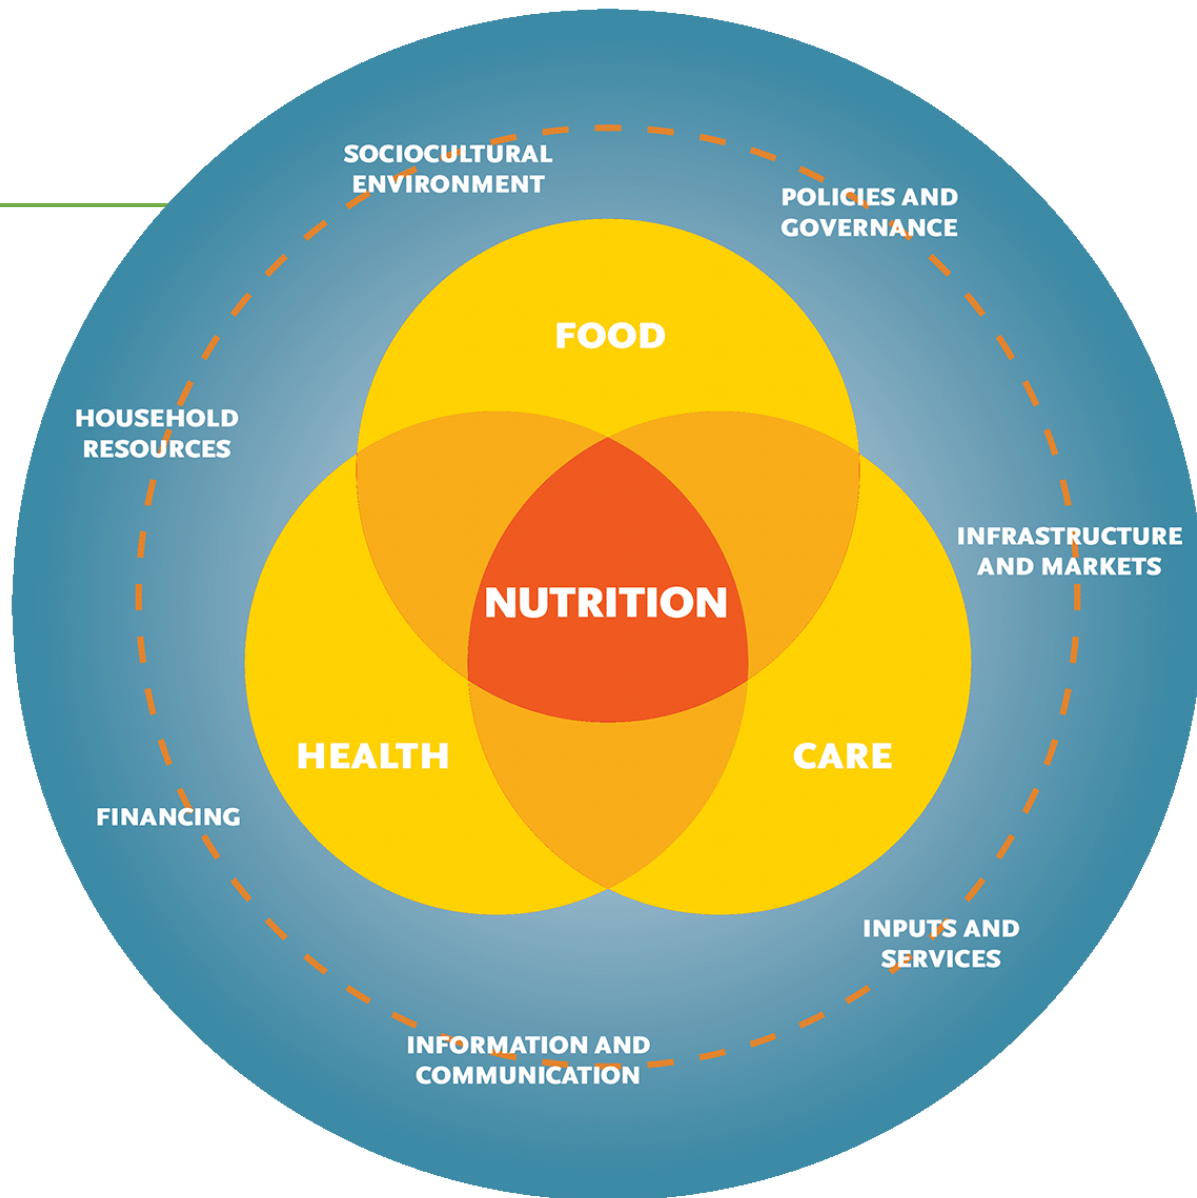 SOCIOCULTURAL
ENVIRONMENT
POLICIES AND
GOVERNANCE
FOOD
HOUSEHOLD
RESOURCES
INFRASTRUCTURE
AND MARKETS
NUTRITION
HEALTH
CARE
FINANCING
INPUTS AND
SERVICES
INFORMATION AND
COMMUNICATION